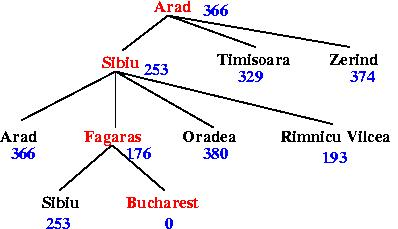 Arad 366
Sibiu 253 Timisoara 329 Zerind 374
Arad 366 Fagaras 176 Oradea 380 Rimnicu Vilcea 193
Sibiu 253 Bucharest 0